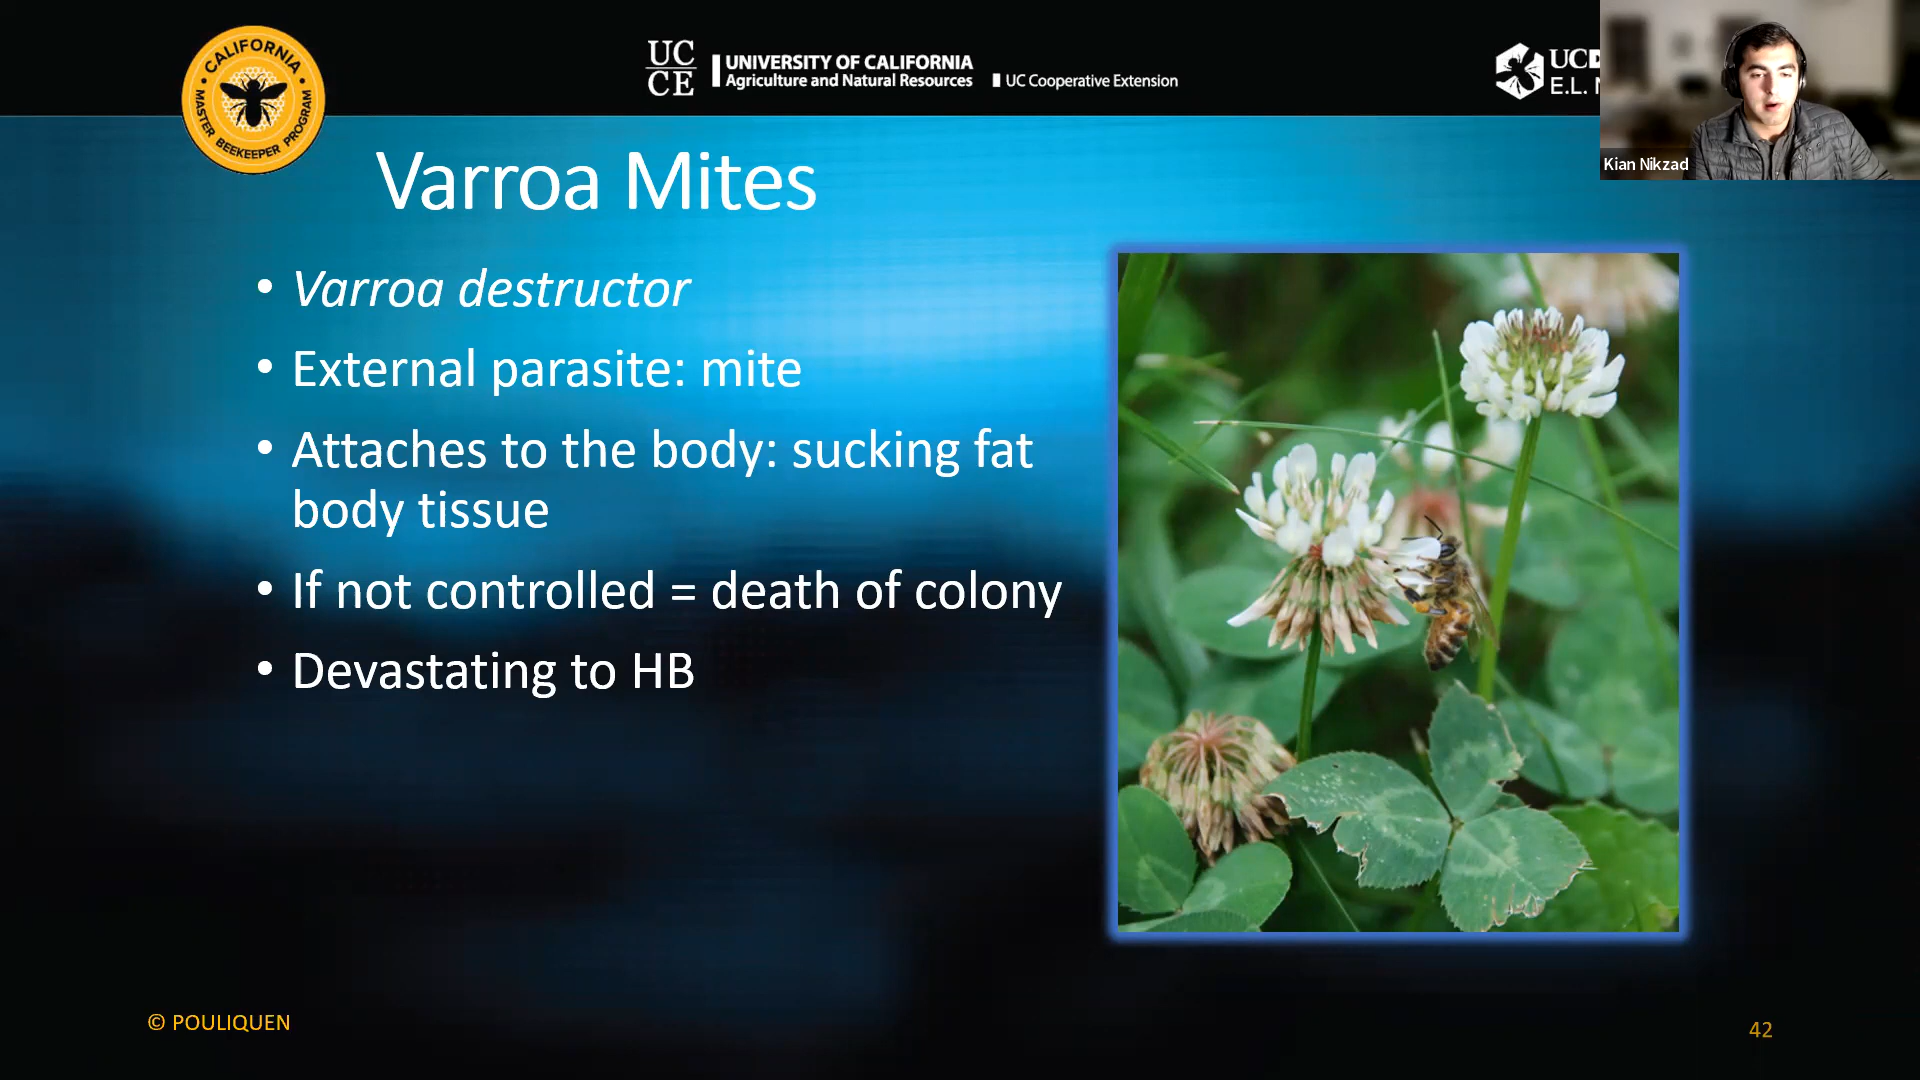 CALIFORNIA
MASTER BEEKEEPER PROGRAM
UC
CE
UNIVERSITY OF CALIFORNIA
Agriculture and Natural Resources
UC Cooperative Extension
E.L.
Kian Nikzad
Varroa Mites
• Varroa destructor
• External parasite: mite
• Attaches to the body: sucking fat
body tissue
• If not controlled = death of colony
• Devastating to HB
© POULIQUEN
42